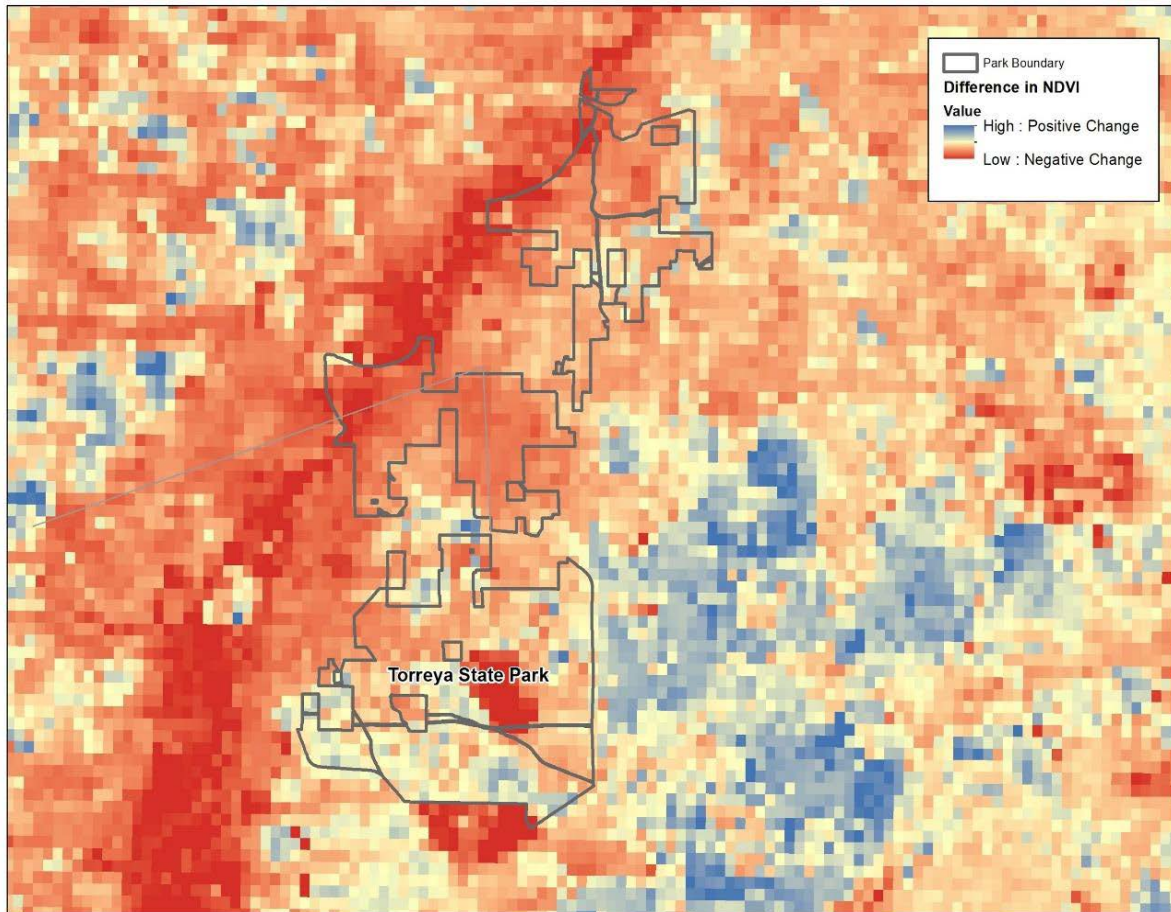 Park Boundary
Difference in NDVI
Value
High : Positive Change
Low : Negative Change
Torreya State Park